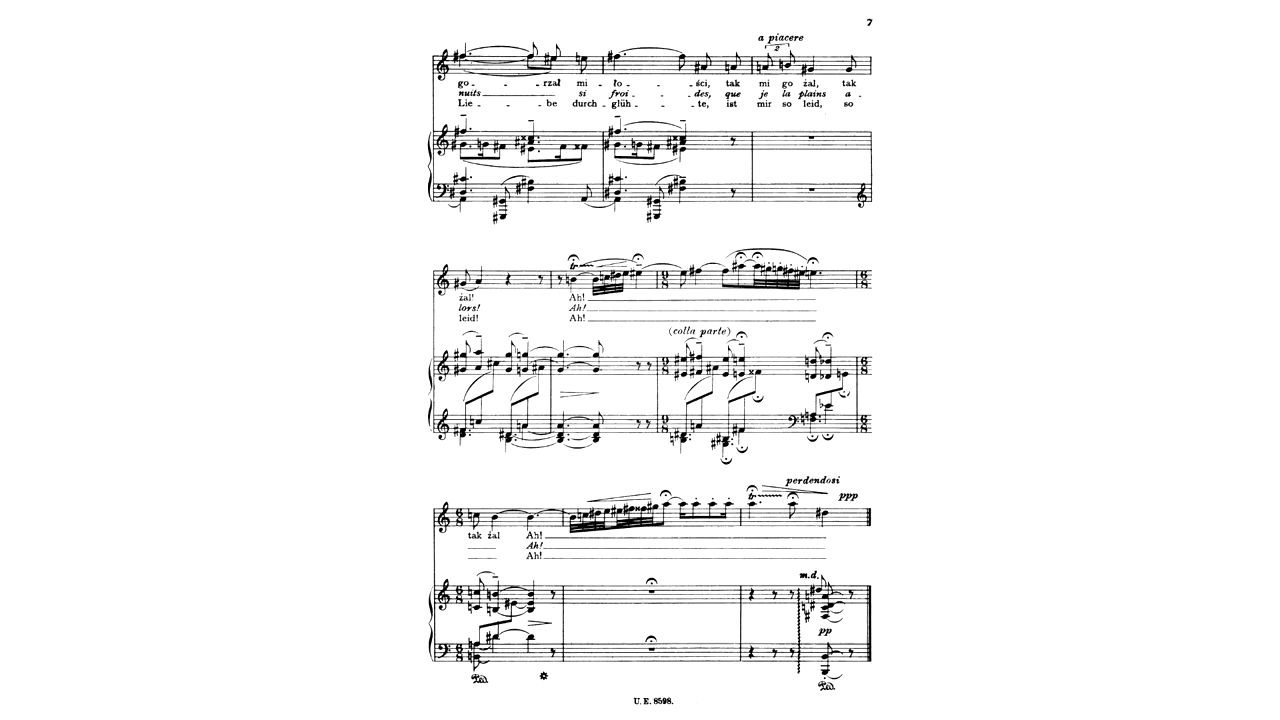 7
a piacere
2
go - - - rzał mi - ło - - - ści, tak mi go żal, tak
nuits si froi - - - des, que je la plains a -
Lie - - - be durch - glüh - - - te, ist mir so leid, so
żal! Ah!
lors! Ah!
leid! Ah!
(colla parte)
perdendosi
ppp
tak żal Ah!
Ah!
Ah!
m.d.
pp
U. E. 8598.